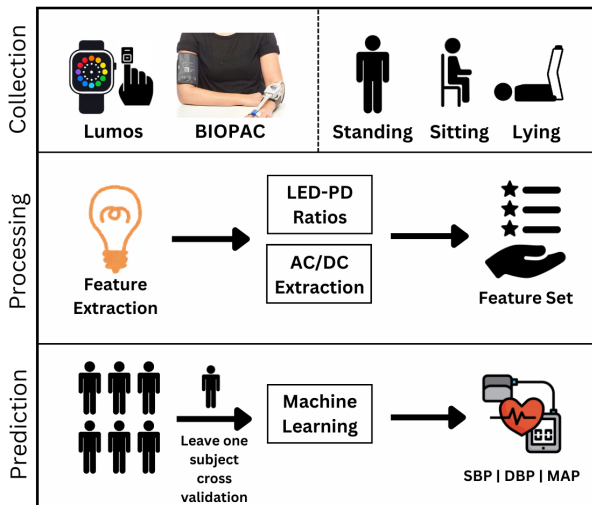 Collection
Lumos
BIOPAC
Standing
Sitting
Lying
Processing
Feature
Extraction
LED-PD
Ratios
AC/DC
Extraction
Feature Set
Prediction
Leave one
subject
cross
validation
Machine
Learning
00
SBP | DBP | MAP